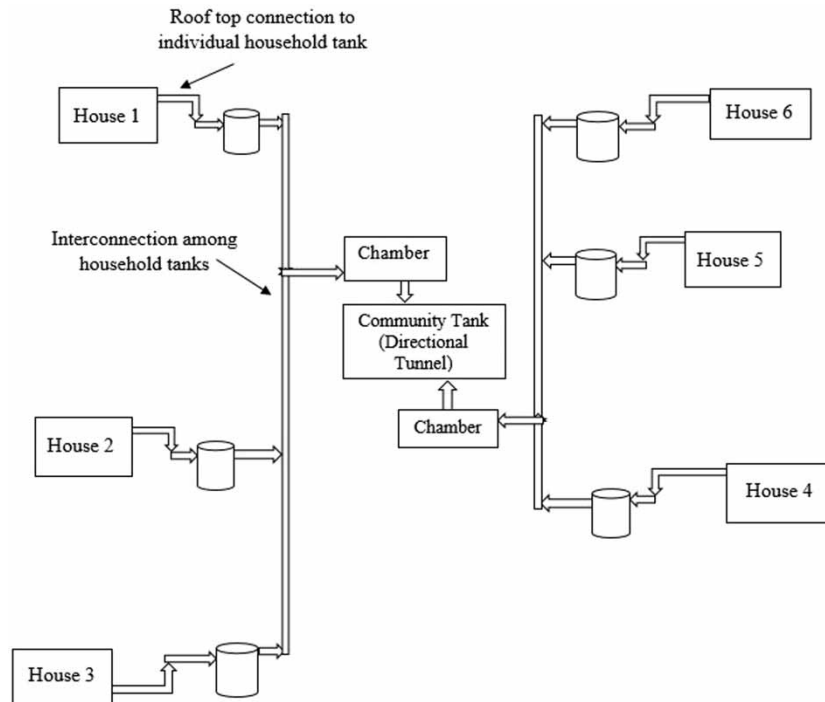 Roof top connection to
individual household tank
House 1
House 6
Interconnection among
household tanks
Chamber
House 5
Community Tank
(Directional
Tunnel)
Chamber
House 2
House 4
House 3